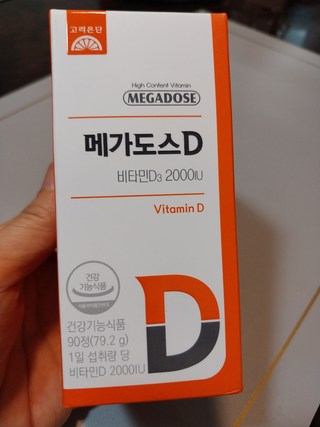 고려은단
High Content Vitamin
MEGADOSE
메가도스D
비타민D₃ 2000IU
Vitamin D
건강
기능식품
D
건강기능식품
90정(79.2 g)
1일 섭취량 당
비타민D 2000IU